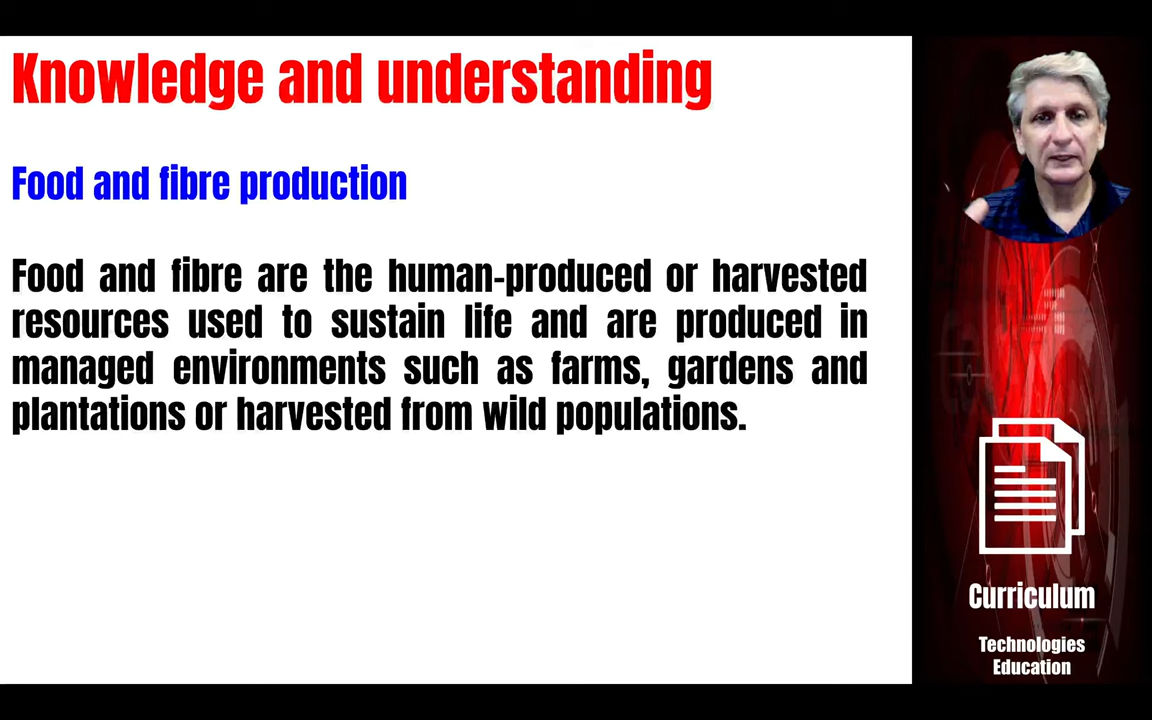 Knowledge and understanding
Food and fibre production
Food and fibre are the human-produced or harvested
resources used to sustain life and are produced in
managed environments such as farms, gardens and
plantations or harvested from wild populations.
Curriculum
Technologies
Education